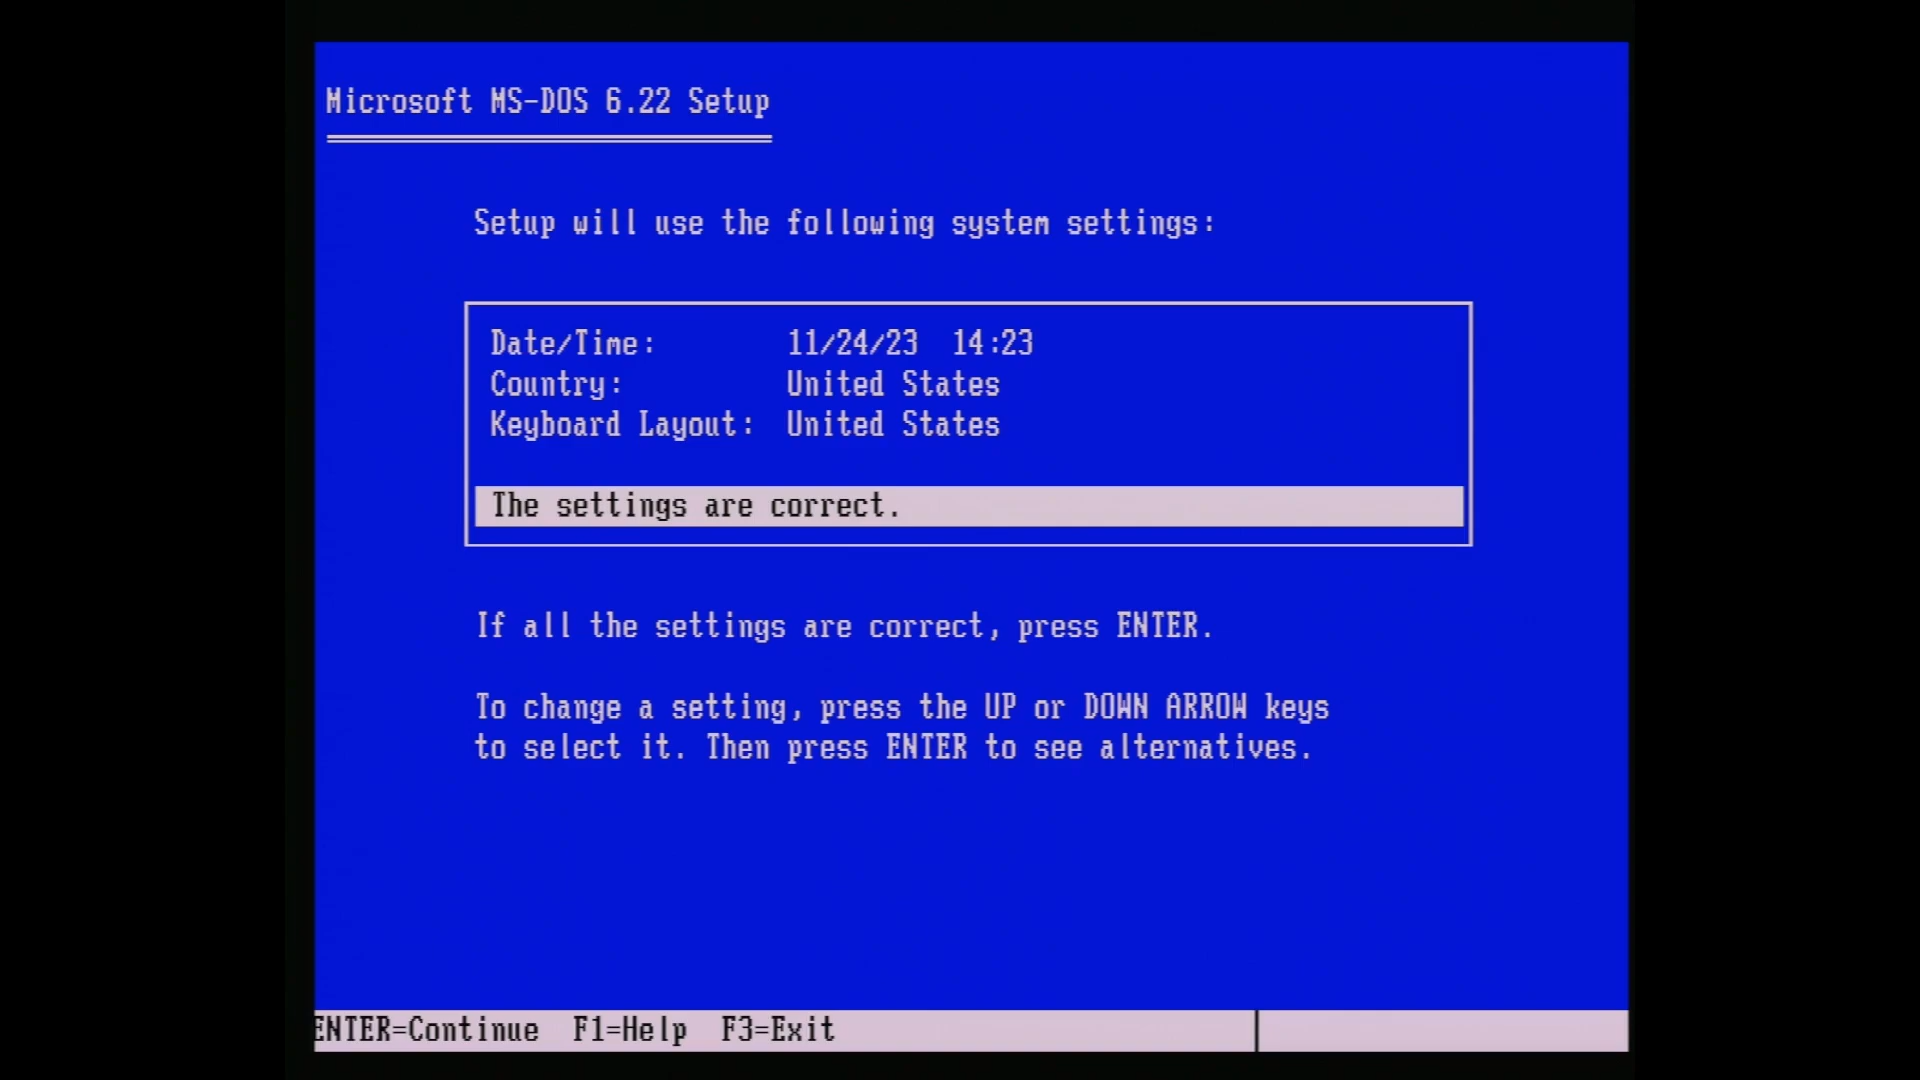 Microsoft MS-DOS 6.22 Setup
Setup will use the following system settings:
Date/Time: 11/24/23 14:23
Country: United States
Keyboard Layout: United States
The settings are correct.
If all the settings are correct, press ENTER.
To change a setting, press the UP or DOWN ARROW keys
to select it. Then press ENTER to see alternatives.
ENTER=Continue F1=Help F3=Exit